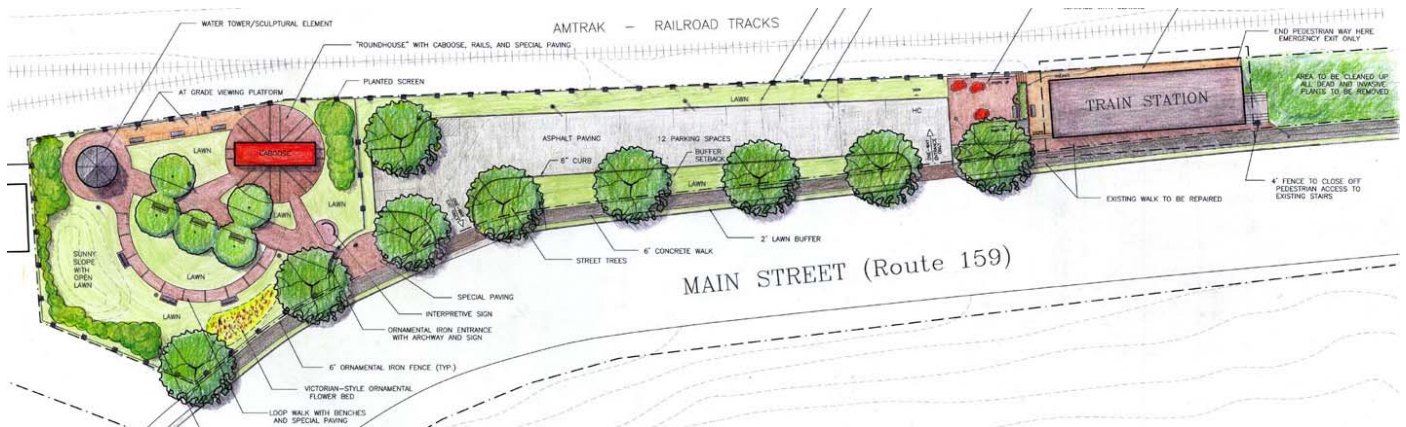 WATER TOWER/SCULPTURAL ELEMENT
AMTRAK - RAILROAD TRACKS
"ROUNDHOUSE" WITH CABOOSE, RAILS, AND SPECIAL PAVING
END PEDESTRIAN WAY HERE
EMERGENCY EXIT ONLY
PLANTED SCREEN
AT GRADE VIEWING PLATFORM
AREA TO BE CLEANED UP
ALL DEAD AND INVASIVE
PLANTS TO BE REMOVED
LAWN
LAWN
TRAIN STATION
HC
ASPHALT PAVING
12 PARKING SPACES
CABOOSE
BUFFER
SETBACK
6" CURB
LAWN
ONE-WAY
ENTRANCE
ONLY
LAWN
LAWN
4' FENCE TO CLOSE OFF
PEDESTRIAN ACCESS TO
EXISTING STAIRS
EXISTING WALK TO BE REPAIRED
2' LAWN BUFFER
6' CONCRETE WALK
STREET TREES
SUNNY
SLOPE
WITH
OPEN
LAWN
LAWN
MAIN STREET (Route 159)
SPECIAL PAVING
INTERPRETIVE SIGN
LAWN
ORNAMENTAL IRON ENTRANCE
WITH ARCHWAY AND SIGN
6' ORNAMENTAL IRON FENCE (TYP.)
VICTORIAN-STYLE ORNAMENTAL
FLOWER BED
LOOP WALK WITH BENCHES
AND SPECIAL PAVING